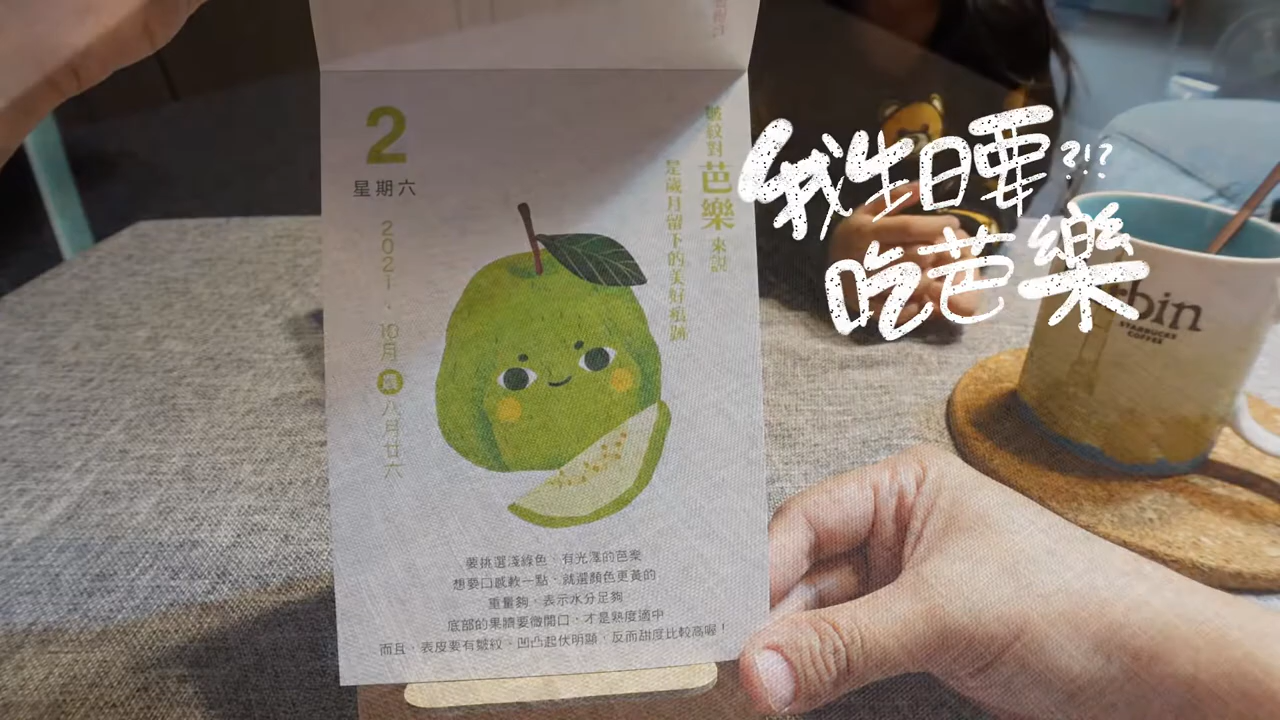 2
星期六
2021．10月 農 八月廿六
皺紋對芭樂來說
是歲月留下的美好痕跡
我生日要?!?
吃芭樂
要挑選淺綠色、有光澤的芭樂
想要口感軟一點、就選顏色更黃的
重量夠、表示水分足夠
底部的果臍要微開口、才是熟度適中
而且、表皮要有皺紋、凹凸起伏明顯、反而甜度比較高喔！
bin
STARBUCKS
COFFEE